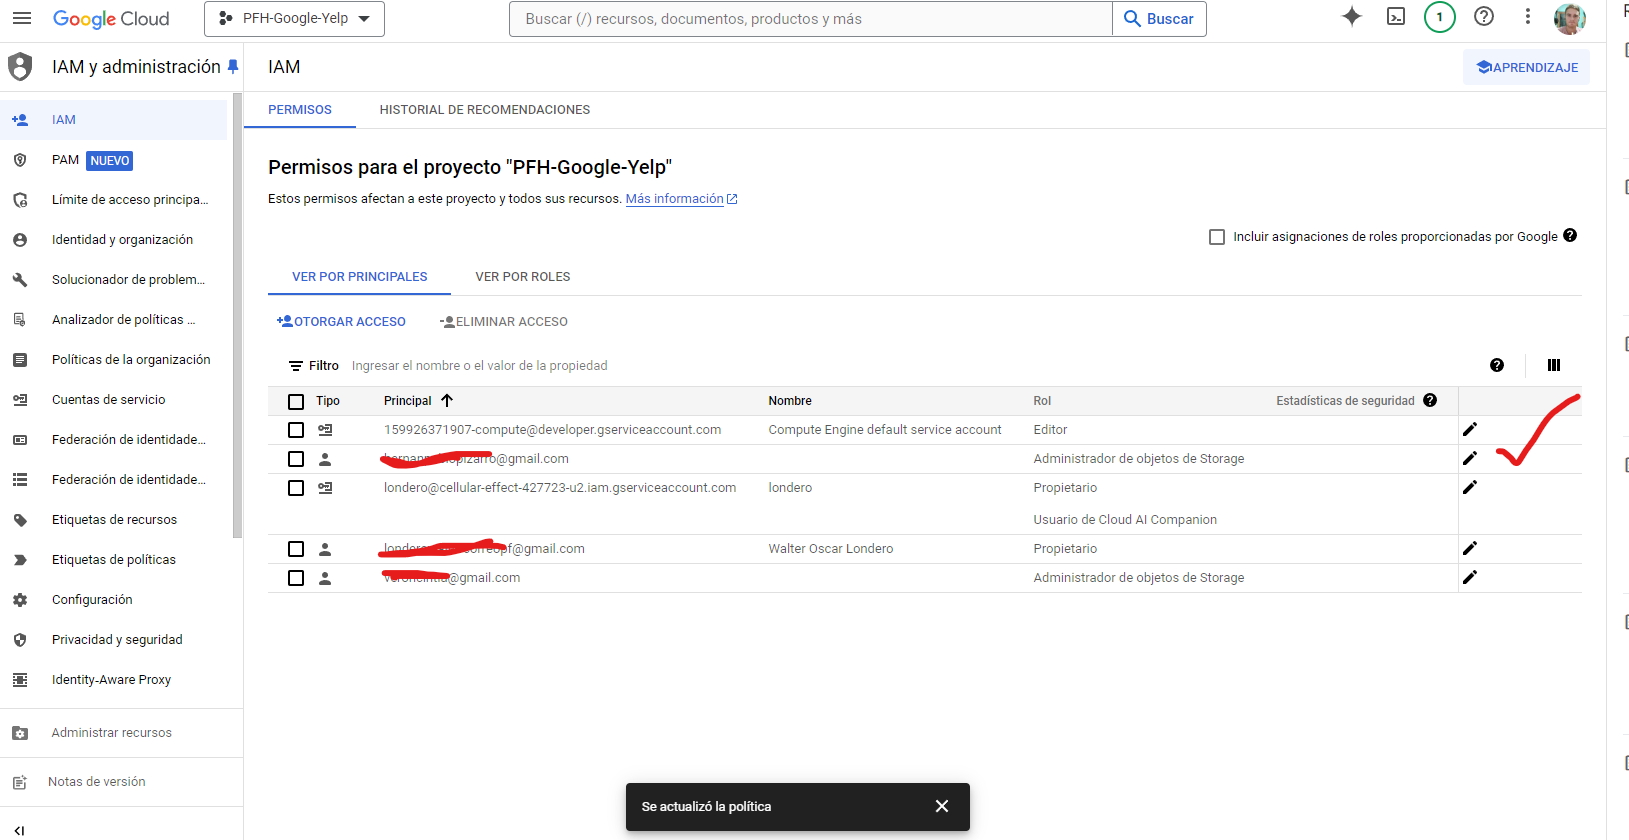 Google Cloud
PFH-Google-Yelp
Buscar (/) recursos, documentos, productos y más
Buscar
1
IAM y administración
IAM
APRENDIZAJE
IAM
PAM NUEVO
Límite de acceso principa...
Identidad y organización
Solucionador de problem...
Analizador de políticas ...
Políticas de la organización
Cuentas de servicio
Federación de identidade...
Federación de identidade...
Etiquetas de recursos
Etiquetas de políticas
Configuración
Privacidad y seguridad
Identity-Aware Proxy
Administrar recursos
Notas de versión
PERMISOS
HISTORIAL DE RECOMENDACIONES
Permisos para el proyecto "PFH-Google-Yelp"
Estos permisos afectan a este proyecto y todos sus recursos. Más información
Incluir asignaciones de roles proporcionadas por Google
VER POR PRINCIPALES
VER POR ROLES
OTORGAR ACCESO
ELIMINAR ACCESO
Filtro Ingresar el nombre o el valor de la propiedad
Tipo Principal Nombre Rol Estadísticas de seguridad
159926371907-compute@developer.gserviceaccount.com Compute Engine default service account Editor
@gmail.com Administrador de objetos de Storage
londero@cellular-effect-427723-u2.iam.gserviceaccount.com londero Propietario
Usuario de Cloud AI Companion
@gmail.com Walter Oscar Londero Propietario
@gmail.com Administrador de objetos de Storage
Se actualizó la política